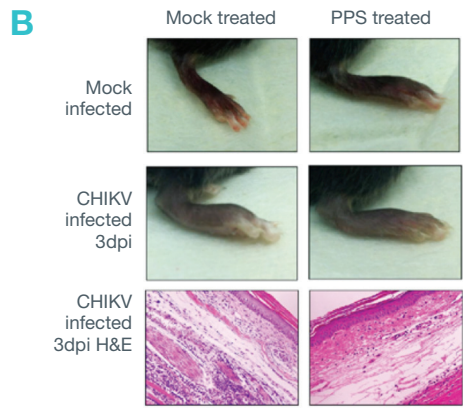 B
Mock treated PPS treated
Mock
infected
CHIKV
infected
3dpi
CHIKV
infected
3dpi H&E